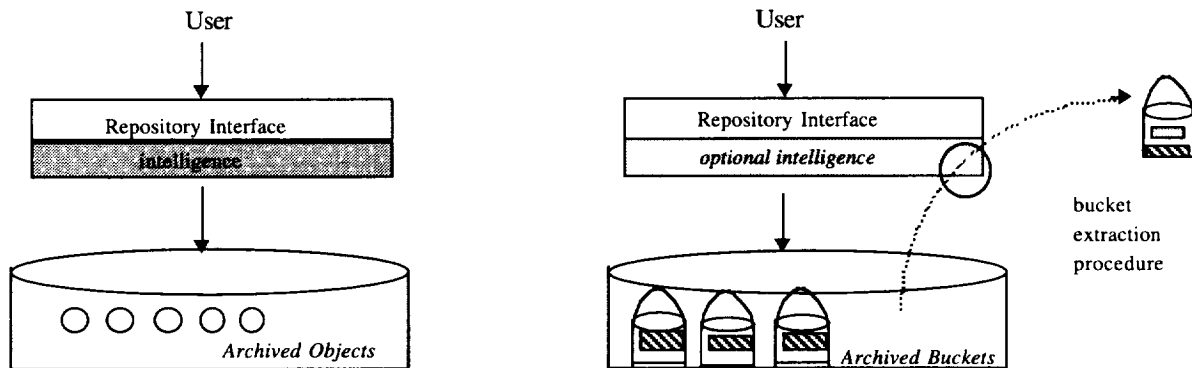 User
Repository Interface
intelligence
Archived Objects
User
Repository Interface
optional intelligence
Archived Buckets
bucket
extraction
procedure